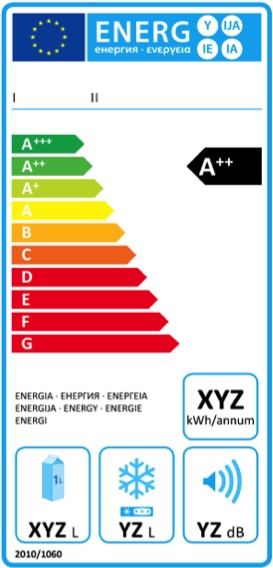 ENERG Y IJA
енергия · ενεργεια IE IA
I II
A+++
A++
A++
A+
A
B
C
D
E
F
G
ENERGIA · ЕНЕРГИЯ · ΕΝΕΡΓΕΙΑ
ENERGIJA · ENERGY · ENERGIE
ENERGI
XYZ
kWh/annum
1L
XYZ L
YZ L
YZ dB
2010/1060